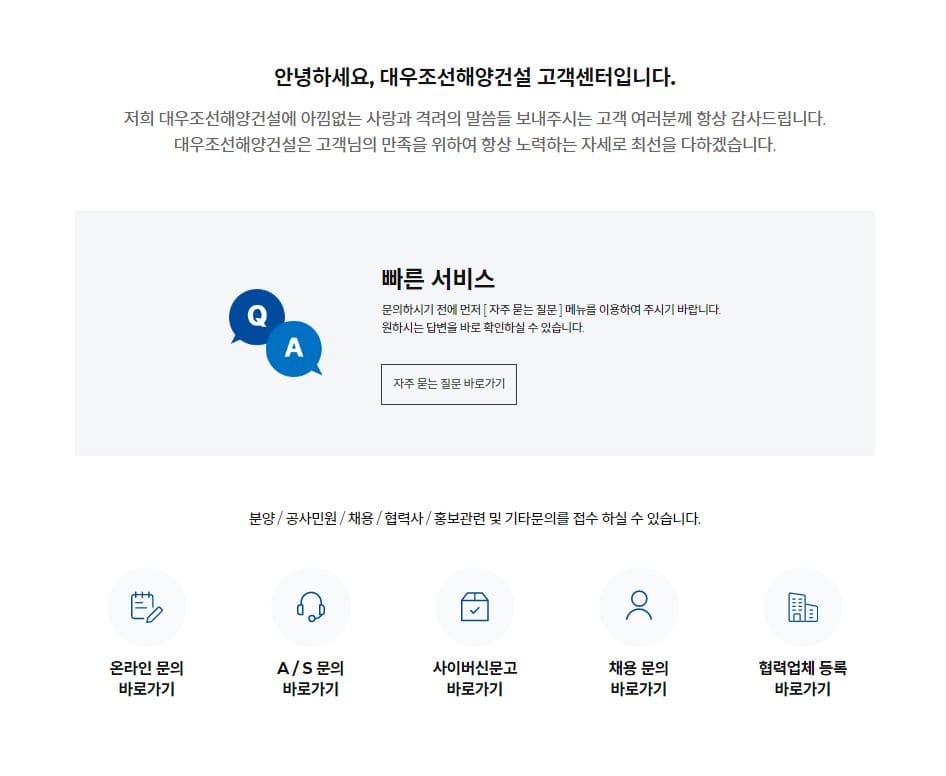 안녕하세요, 대우조선해양건설 고객센터입니다.
저희 대우조선해양건설에 아낌없는 사랑과 격려의 말씀들 보내주시는 고객 여러분께 항상 감사드립니다.
대우조선해양건설은 고객님의 만족을 위하여 항상 노력하는 자세로 최선을 다하겠습니다.
Q
A
빠른 서비스
문의하시기 전에 먼저 [ 자주 묻는 질문 ] 메뉴를 이용하여 주시기 바랍니다.
원하시는 답변을 바로 확인하실 수 있습니다.
자주 묻는 질문 바로가기
분양 / 공사민원 / 채용 / 협력사 / 홍보관련 및 기타문의를 접수 하실 수 있습니다.
온라인 문의
바로가기
A / S 문의
바로가기
사이버신문고
바로가기
채용 문의
바로가기
협력업체 등록
바로가기